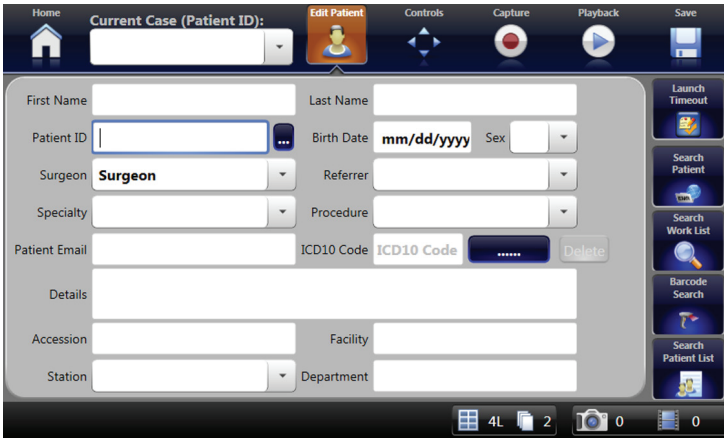 Home
Current Case (Patient ID):
Edit Patient
Controls
Capture
Playback
Save
First Name
Last Name
Launch
Timeout
Patient ID
...
Birth Date
mm/dd/yyyy
Sex
Surgeon
Surgeon
Referrer
Search
Patient
Specialty
Procedure
Search
Work List
Patient Email
ICD10 Code
ICD10 Code
......
Delete
Details
Barcode
Search
Accession
Facility
Search
Patient List
Station
Department
4L
2
0
0